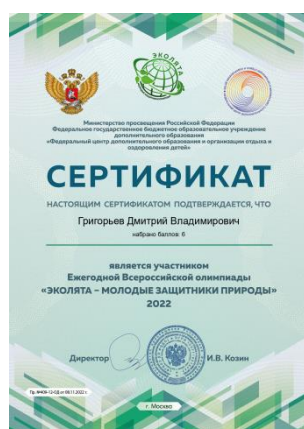 ЭКОЛЯТА
Министерство просвещения Российской Федерации
Федеральное государственное бюджетное образовательное учреждение
дополнительного образования
«Федеральный центр дополнительного образования и организации отдыха и
оздоровления детей»
СЕРТИФИКАТ
НАСТОЯЩИМ СЕРТИФИКАТОМ ПОДТВЕРЖДАЕТСЯ, ЧТО
Григорьев Дмитрий Владимирович
набрано баллов: 6
является участником
Ежегодной Всероссийской олимпиады
«ЭКОЛЯТА – МОЛОДЫЕ ЗАЩИТНИКИ ПРИРОДЫ»
2022
Директор И.В. Козин
г. Москва